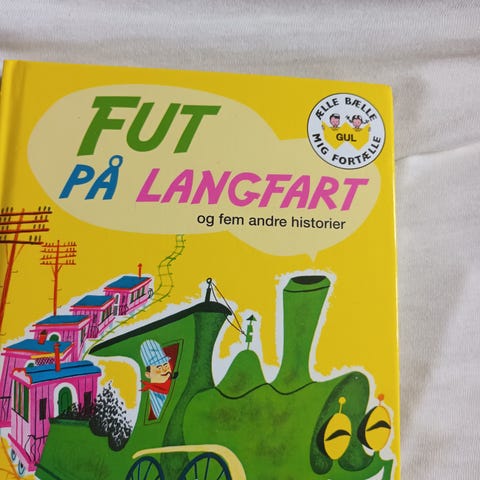 FUT
PÅ LANGFART
og fem andre historier
ÆLLE BÆLLE
GUL
MIG FORTÆLLE